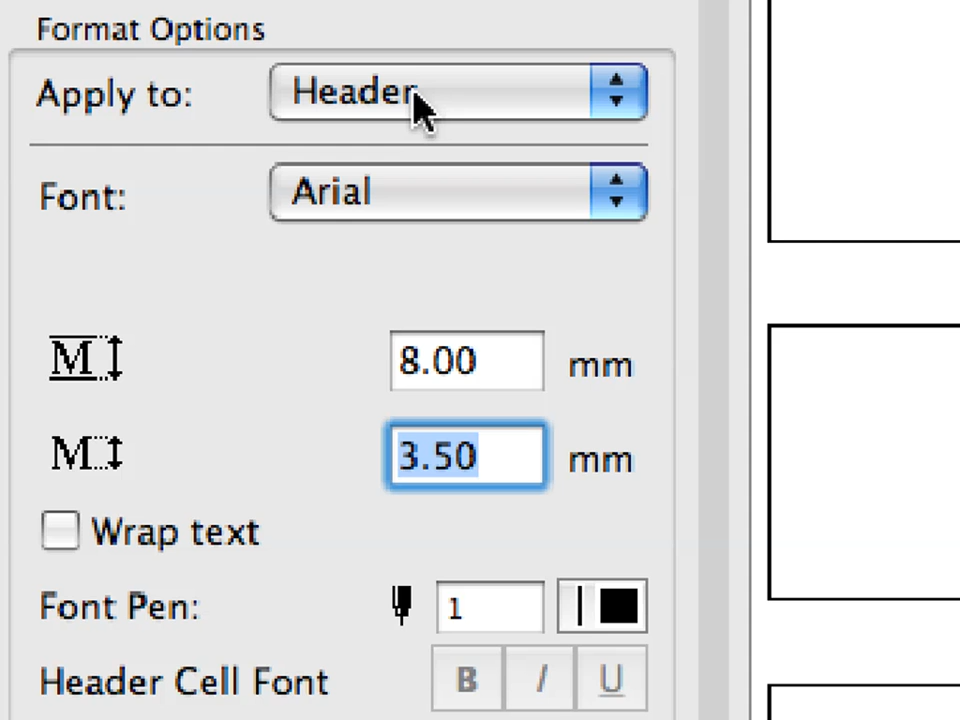 Format Options
Apply to: Header
Font: Arial
M 8.00 mm
M 3.50 mm
Wrap text
Font Pen: 1
Header Cell Font B I U